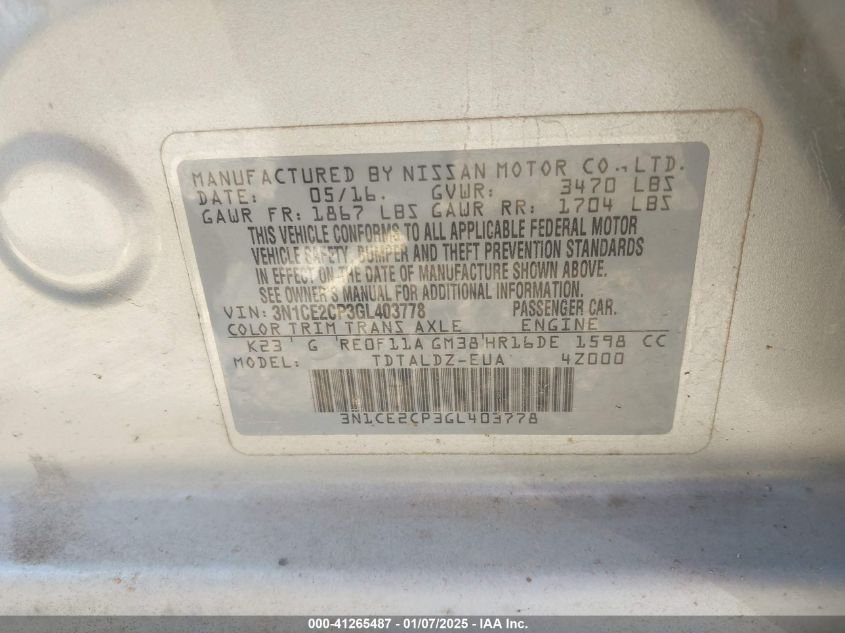 MANUFACTURED BY NISSAN MOTOR CO., LTD.
DATE: 05/16. GVWR: 3470 LBS
GAWR FR: 1867 LBS GAWR RR: 1704 LBS
THIS VEHICLE CONFORMS TO ALL APPLICABLE FEDERAL MOTOR
VEHICLE SAFETY, BUMPER AND THEFT PREVENTION STANDARDS
IN EFFECT ON THE DATE OF MANUFACTURE SHOWN ABOVE.
SEE OWNER'S MANUAL FOR ADDITIONAL INFORMATION.
VIN: 3N1CE2CP3GL403778 PASSENGER CAR.
COLOR TRIM TRANS AXLE ENGINE
K23 G RE0F11A GM38 HR16DE 1598 CC
MODEL: TDTALDZ-EUA 4Z000
3N1CE2CP3GL403778
000-41265487 - 01/07/2025 - IAA Inc.